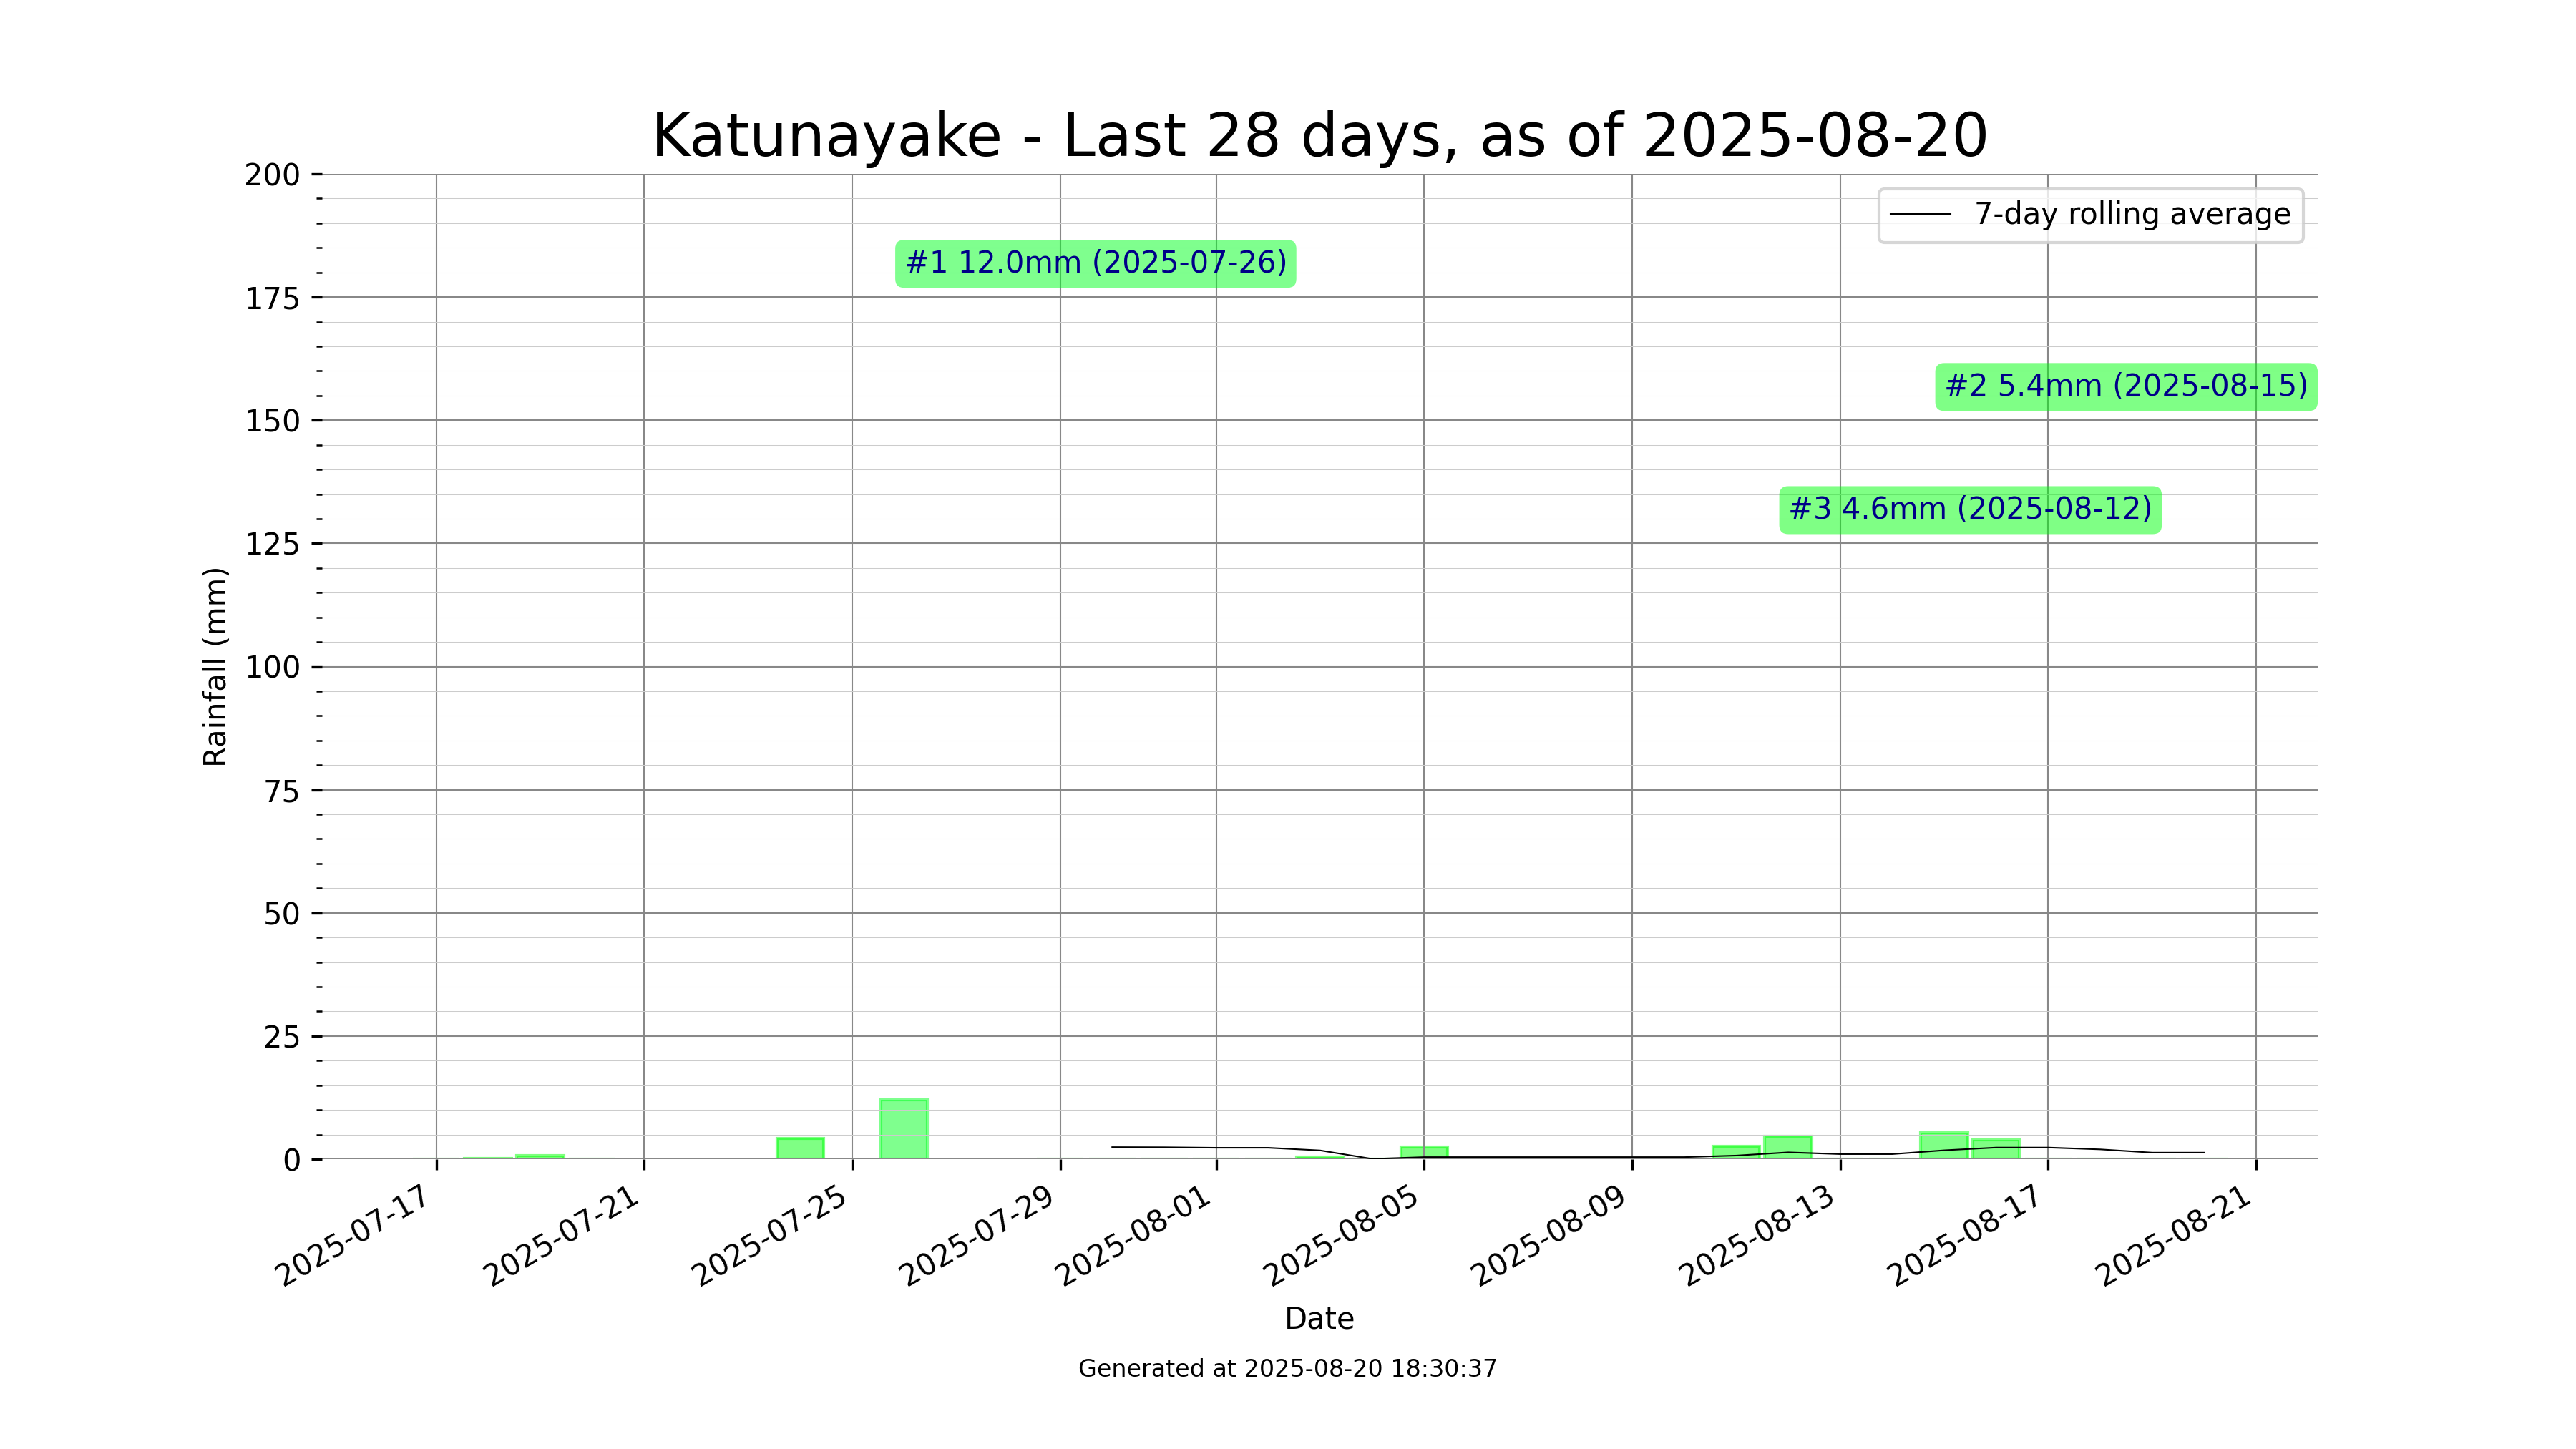 Katunayake - Last 28 days, as of 2025-08-20
200
175
150
125
100
75
50
25
0
Rainfall (mm)
7-day rolling average
#1 12.0mm (2025-07-26)
#2 5.4mm (2025-08-15)
#3 4.6mm (2025-08-12)
2025-07-17
2025-07-21
2025-07-25
2025-07-29
2025-08-01
2025-08-05
2025-08-09
2025-08-13
2025-08-17
2025-08-21
Date
Generated at 2025-08-20 18:30:37